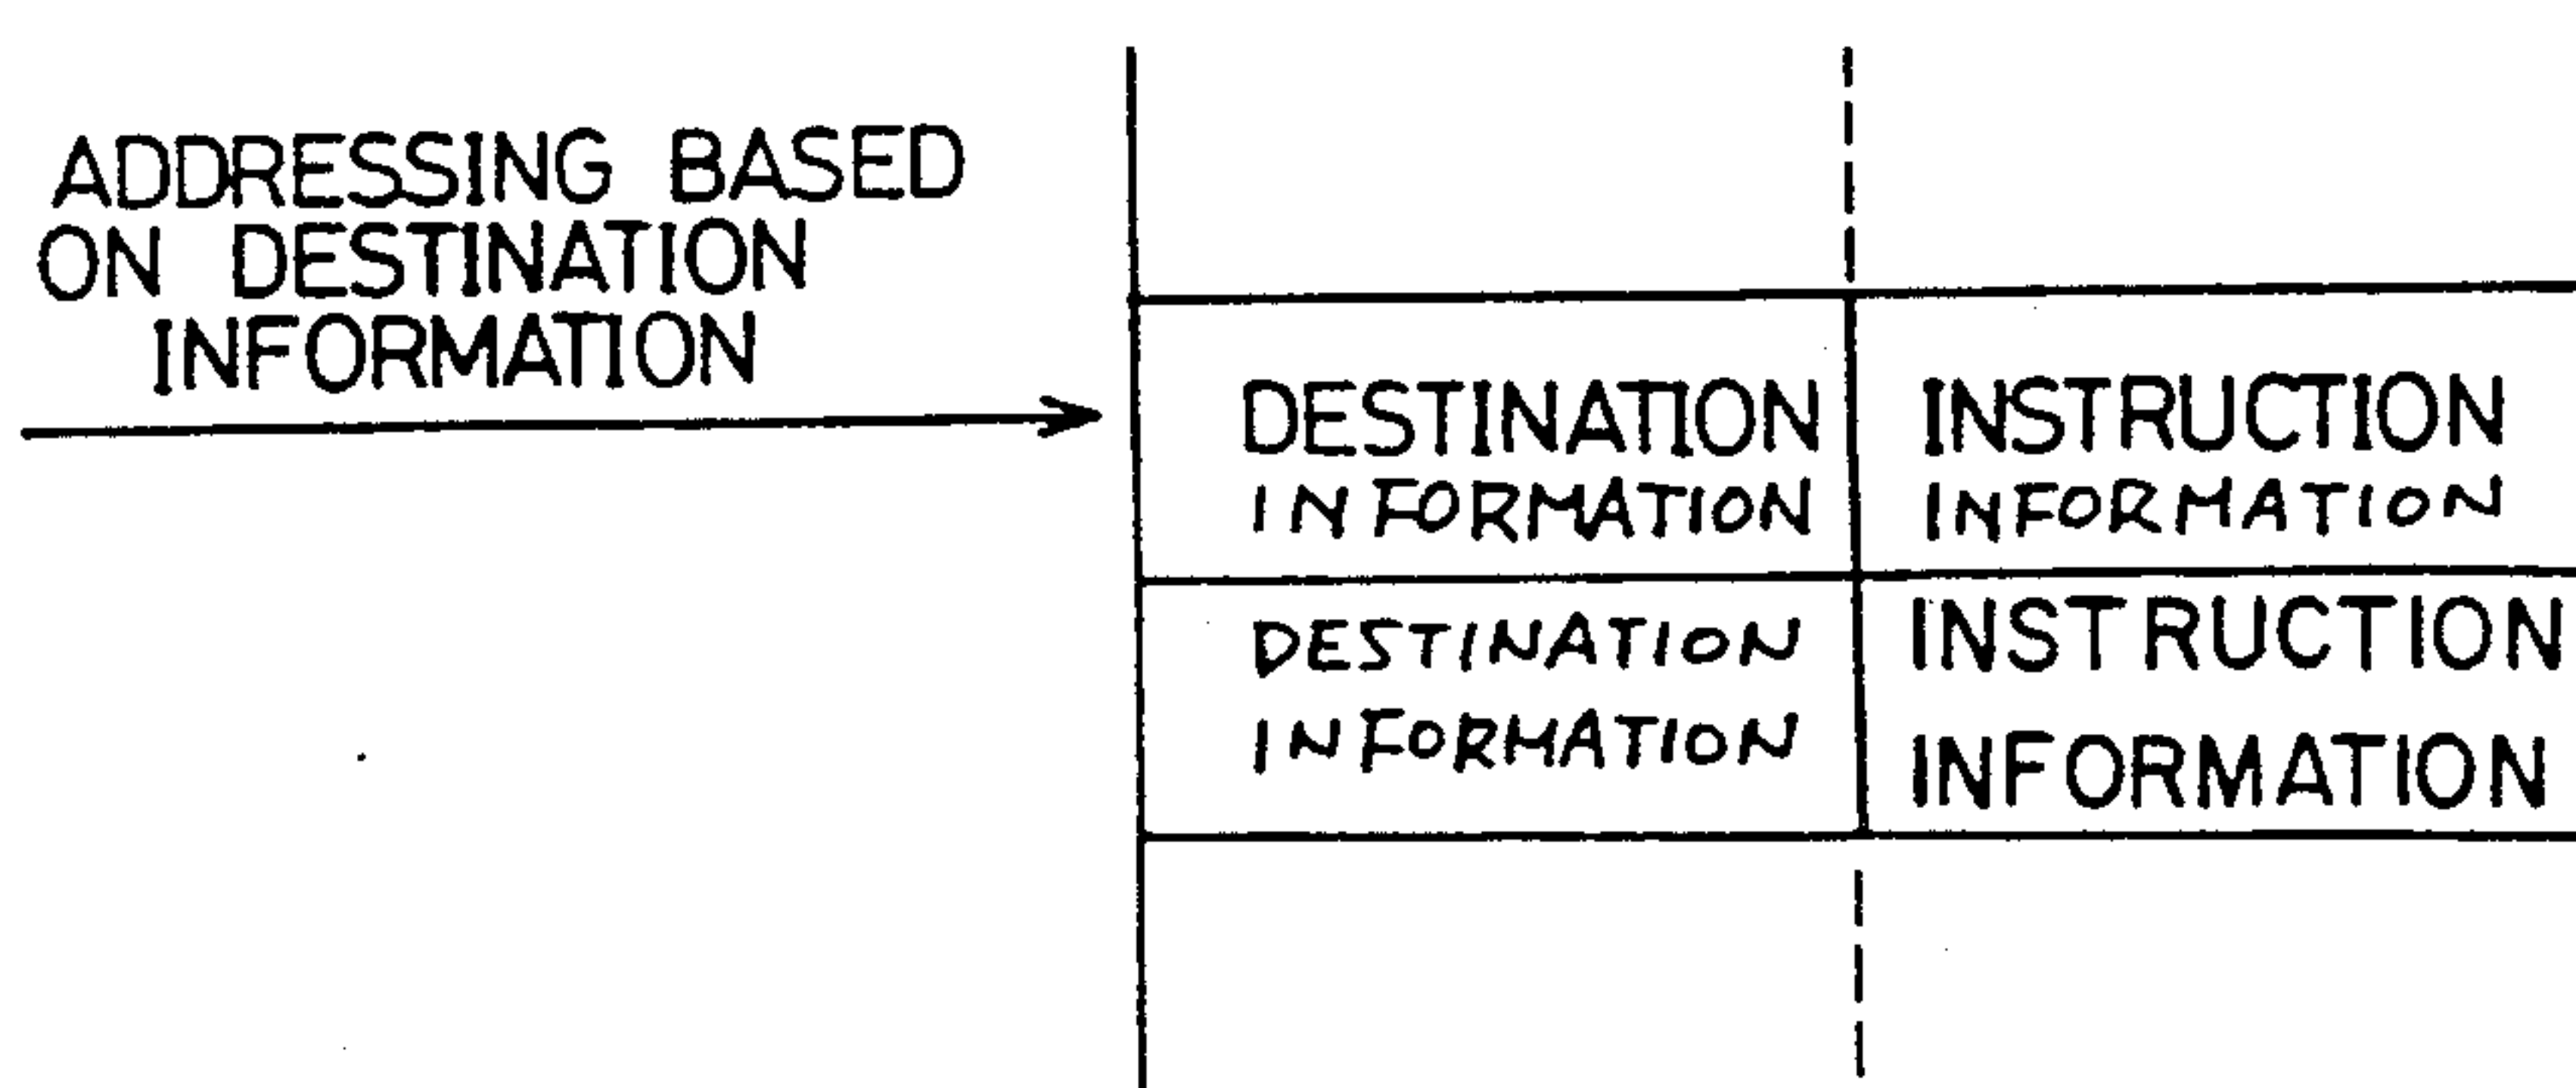 ADDRESSING BASED
ON DESTINATION
INFORMATION
DESTINATION
INFORMATION
INSTRUCTION
INFORMATION
DESTINATION
INFORMATION
INSTRUCTION
INFORMATION